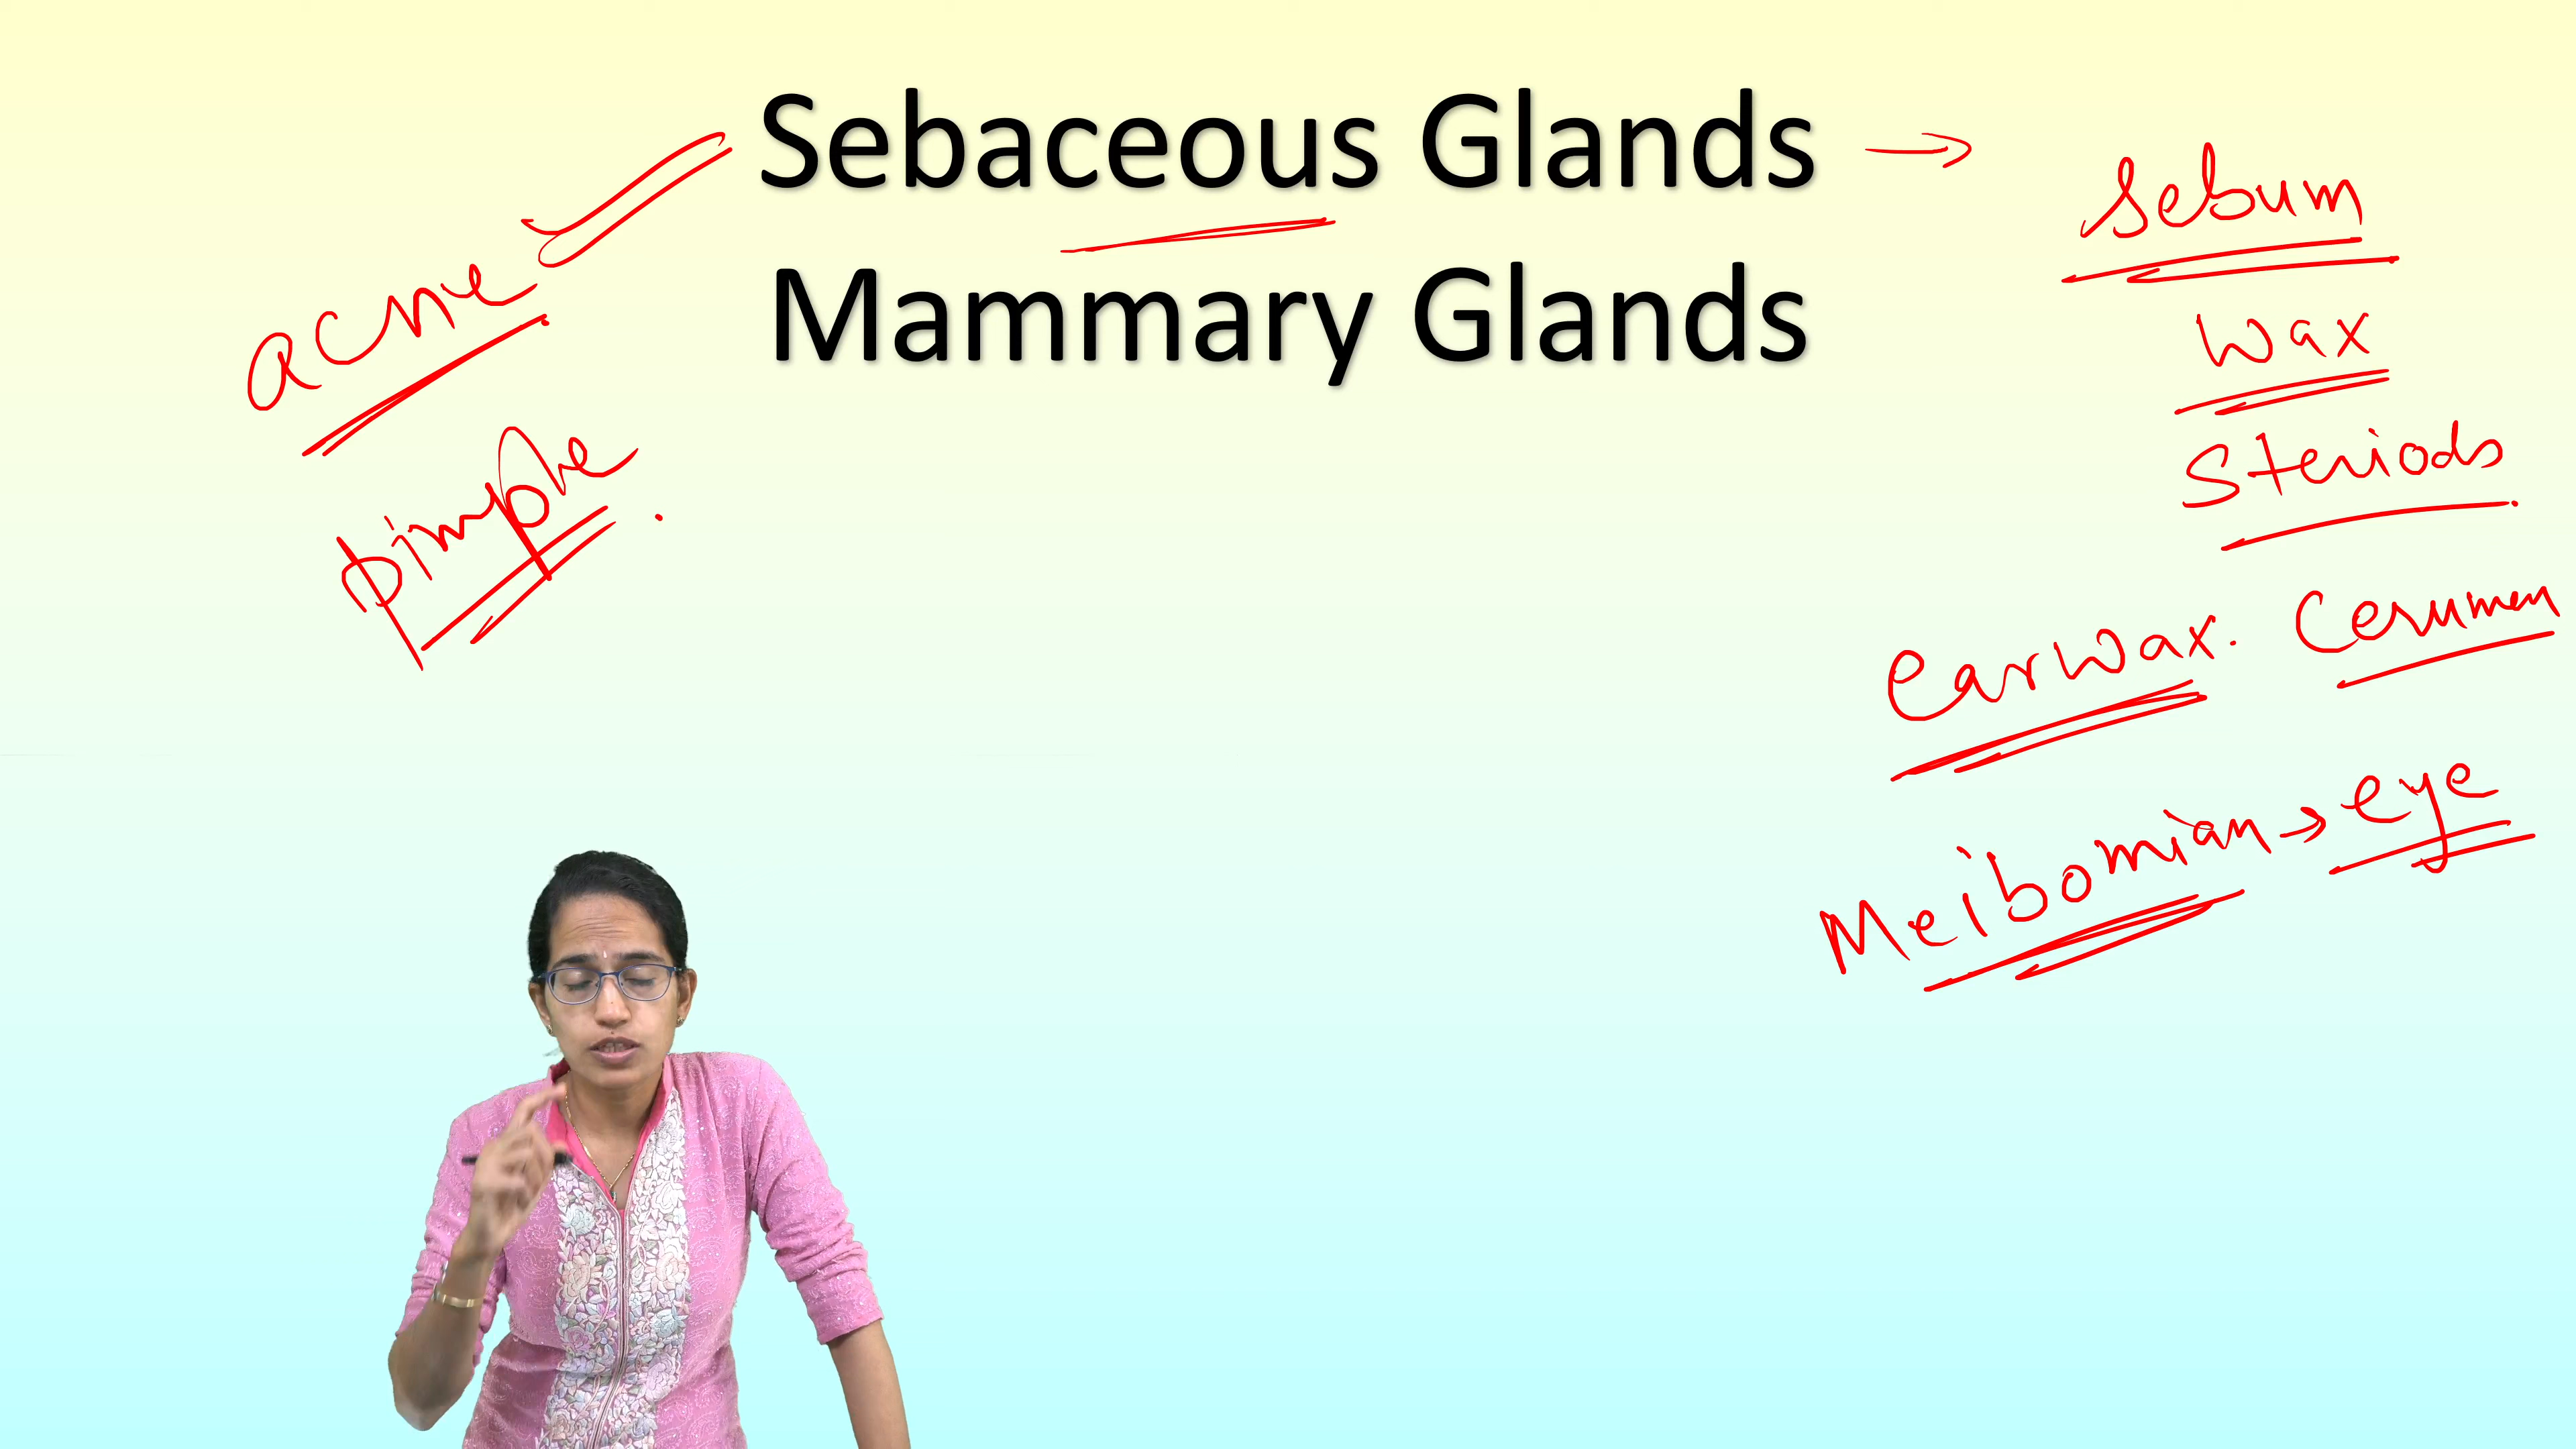 Sebaceous Glands →
Mammary Glands
sebum
wax
Steriods
earwax. Cerumen
Meibomian → eye
acne
pimple.